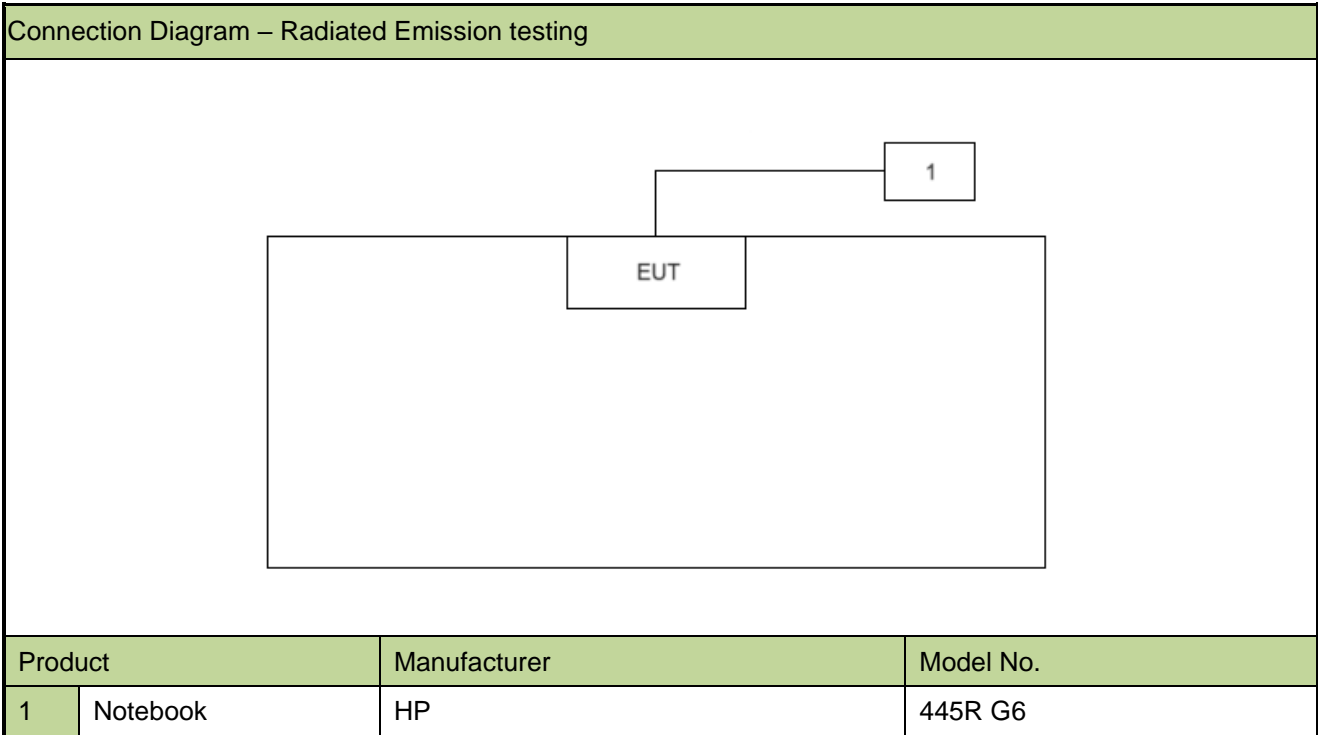 Connection Diagram – Radiated Emission testing
1
EUT
Product Manufacturer Model No.
1 Notebook HP 445R G6